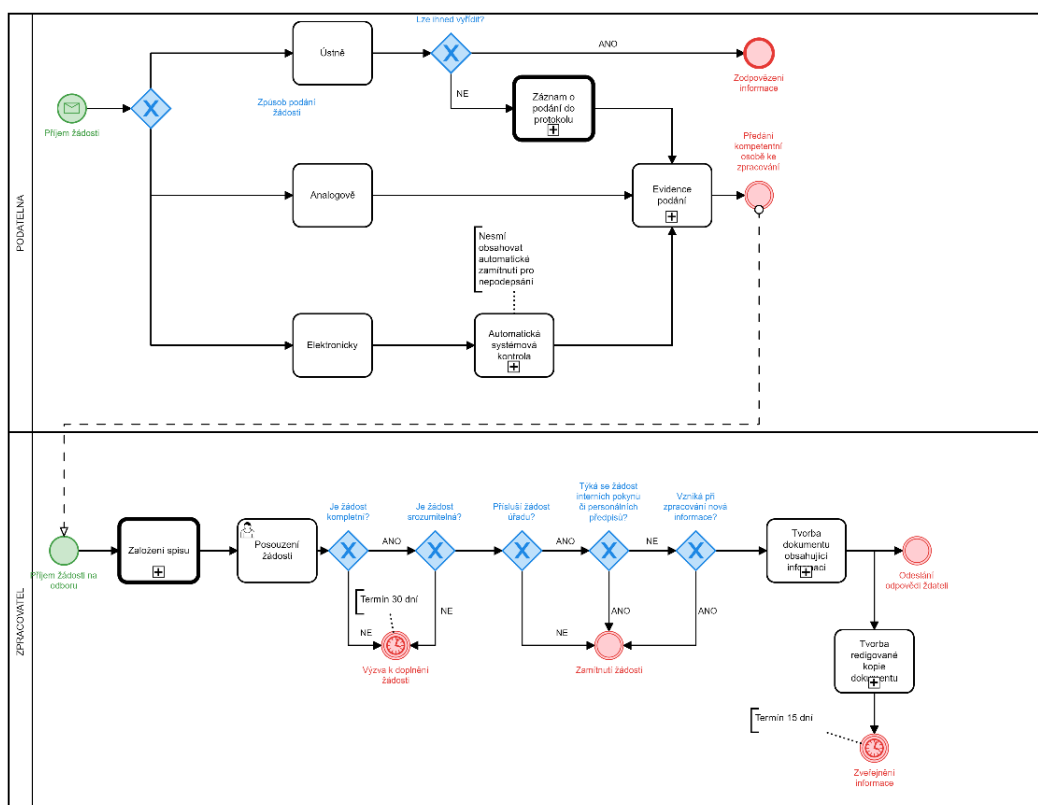 PODATELNA
Příjem žádosti
Způsob podání
žádosti
Ústně
Lze ihned vyřídit?
ANO
NE
Zodpovězení
informace
Záznam o
podání do
protokolu
Předání
kompetentní
osobě ke
zpracování
Analogově
Evidence
podání
Nesmí
obsahovat
automatické
zamítnutí pro
nepodepsání
Elektronicky
Automatická
systémová
kontrola
ZPRACOVATEL
Příjem žádosti na
odboru
Založení spisu
Posouzení
žádosti
Je žádost
kompletní?
ANO
NE
Je žádost
srozumitelná?
NE
Termín 30 dní
Výzva k doplnění
žádosti
Přísluší žádost
úřadu?
ANO
NE
Týká se žádost
interních pokynu
či personálních
předpisů?
NE
ANO
Vzniká při
zpracování nová
informace?
ANO
Zamítnutí žádosti
Tvorba
dokumentu
obsahující
informaci
Odeslání
odpovědi ždateli
Tvorba
redigované
kopie
dokumentu
Termín 15 dní
Zveřejnění
informace